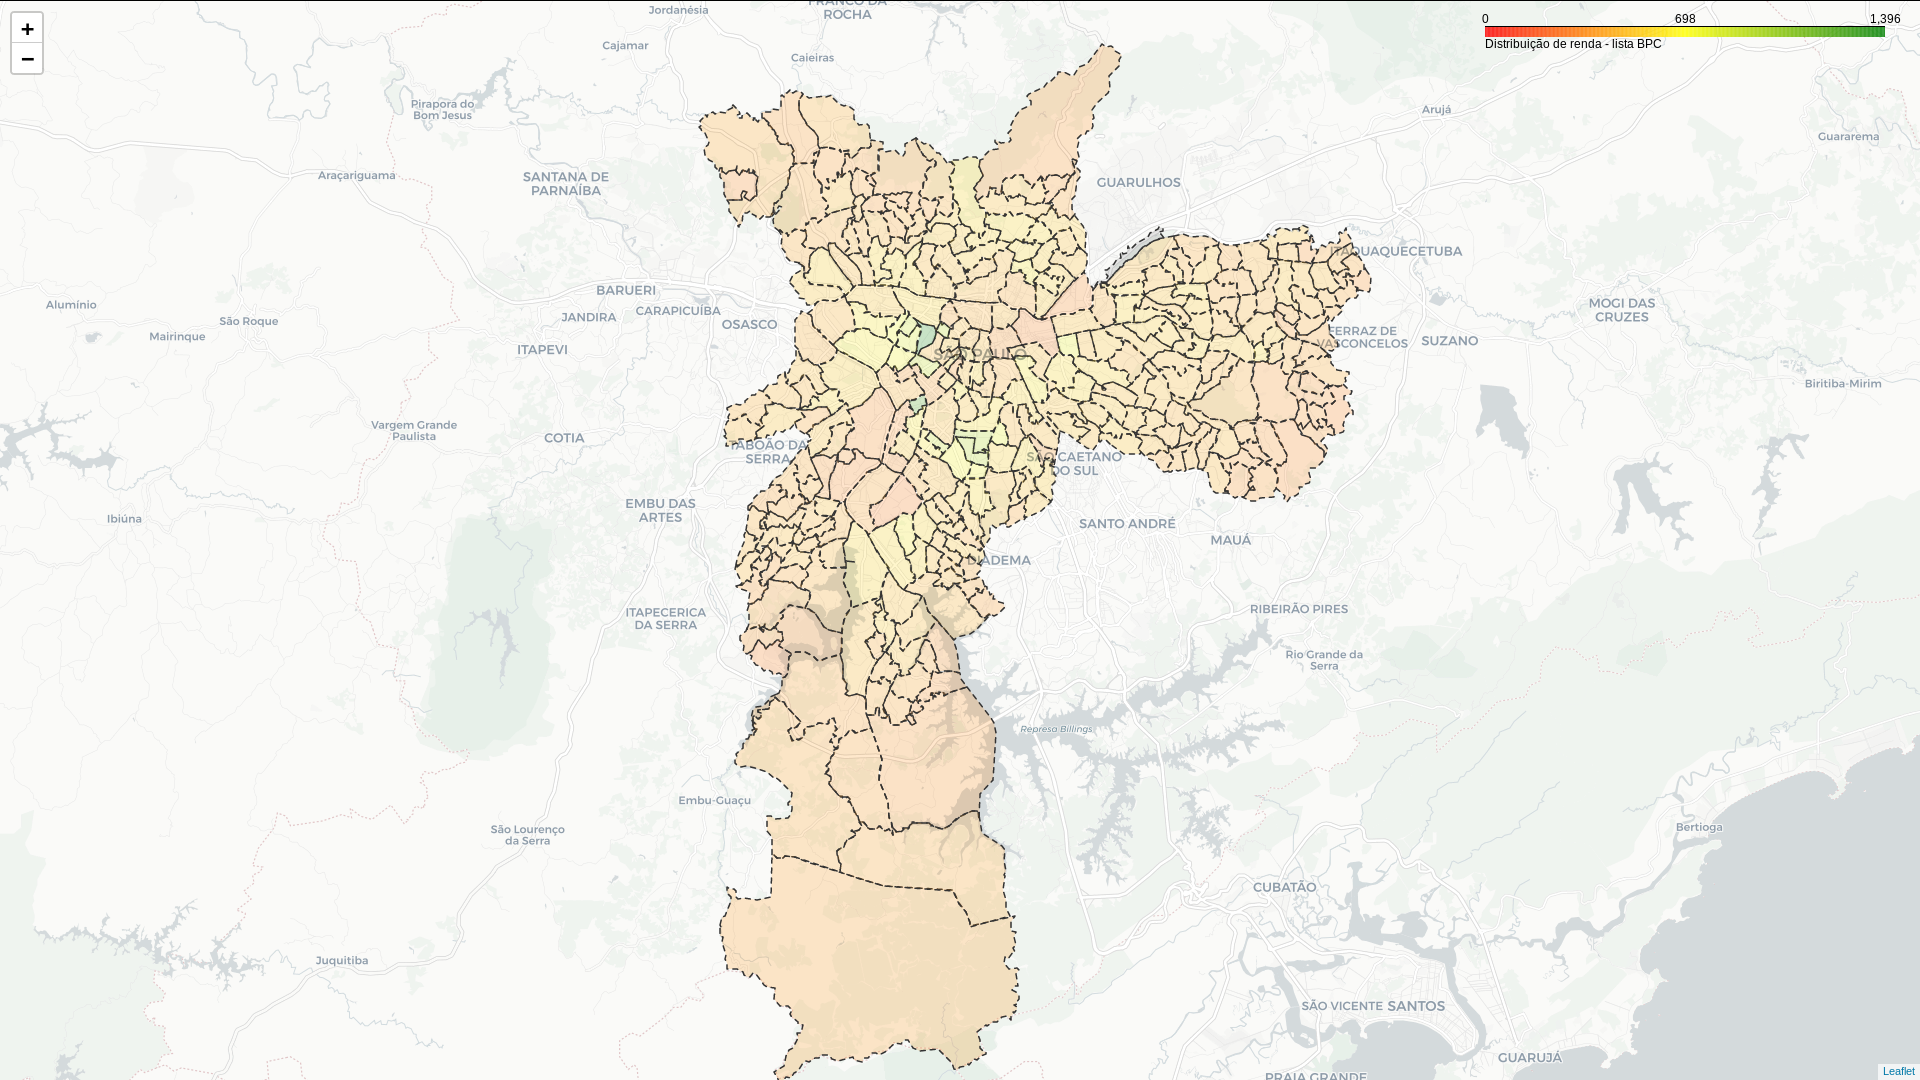 +
−
0 698 1,396
Distribuição de renda - lista BPC
Jordanésia
FRANCO DA
ROCHA
Cajamar
Caieiras
Pirapora do
Bom Jesus
Arujá
Guararema
Araçariguama
SANTANA DE
PARNAÍBA
GUARULHOS
ITAQUAQUECETUBA
BARUERI
CARAPICUÍBA
JANDIRA
OSASCO
Alumínio
São Roque
Mairinque
ITAPEVI
MOGI DAS
CRUZES
FERRAZ DE
VASCONCELOS
SUZANO
SÃO PAULO
Biritiba-Mirim
Vargem Grande
Paulista
COTIA
TABOÃO DA
SERRA
SÃO CAETANO
DO SUL
EMBU DAS
ARTES
Ibiúna
SANTO ANDRÉ
MAUÁ
DIADEMA
ITAPECERICA
DA SERRA
RIBEIRÃO PIRES
Rio Grande da
Serra
Represa Billings
Embu-Guaçu
São Lourenço
da Serra
Bertioga
CUBATÃO
Juquitiba
SÃO VICENTE
SANTOS
GUARUJÁ
PRAIA GRANDE
Leaflet